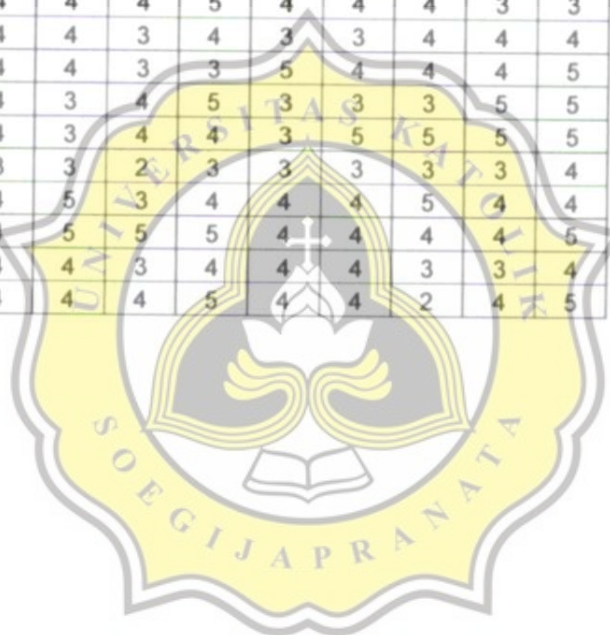 4 4 4 5 4 4 4 3 3
4 3 4 3 3 4 4 4
4 3 3 5 4 4 4 5
3 4 5 3 3 3 5 5
3 4 4 3 5 5 5 5
3 2 3 3 3 3 3 4
5 3 4 4 4 5 4 4
5 5 5 4 4 4 4 5
4 3 4 4 4 3 3 4
4 4 5 4 4 2 4 5
UNIVERSITAS KATOLIK
SOEGIJAPRANATA